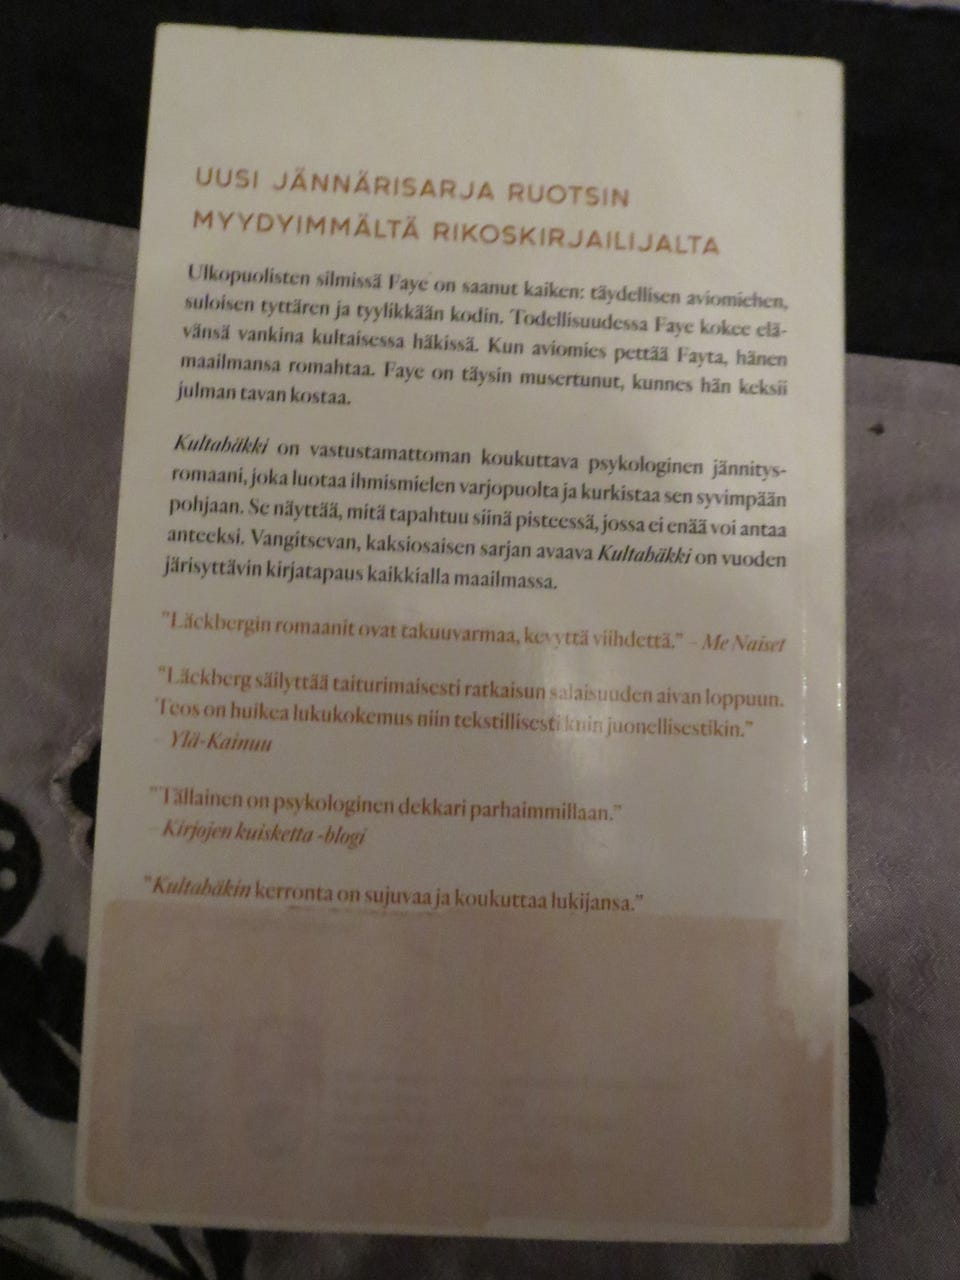 UUSI JÄNNÄRISARJA RUOTSIN
MYYDYIMMÄLTÄ RIKOSKIRJAILIJALTA
Ulkopuolisten silmissä Faye on saanut kaiken: täydellisen aviomiehen,
suloisen tyttären ja tyylikkään kodin. Todellisuudessa Faye kokee elä-
vänsä vankina kultaisessa häkissä. Kun aviomies pettää Fayta, hänen
maailmansa romahtaa. Faye on täysin musertunut, kunnes hän keksii
julman tavan kostaa.
Kultahäkki on vastustamattoman koukuttava psykologinen jännitys-
romaani, joka luotaa ihmismielen varjopuolta ja kurkistaa sen syvimpään
pohjaan. Se näyttää, mitä tapahtuu siinä pisteessä, jossa ei enää voi antaa
anteeksi. Vangitsevan, kaksiosaisen sarjan avaava Kultahäkki on vuoden
järisyttävin kirjatapaus kaikkialla maailmassa.
"Läckbergin romaanit ovat takuuvarmaa, kevyttä viihdettä." – Me Naiset
"Läckberg säilyttää taiturimaisesti ratkaisun salaisuuden aivan loppuun.
Teos on huikea lukukokemus niin tekstillisesti kuin juonellisestikin."
– Ylä-Kainuu
"Tällainen on psykologinen dekkari parhaimmillaan."
– Kirjojen kuisketta -blogi
"Kultahäkin kerronta on sujuvaa ja koukuttaa lukijansa."